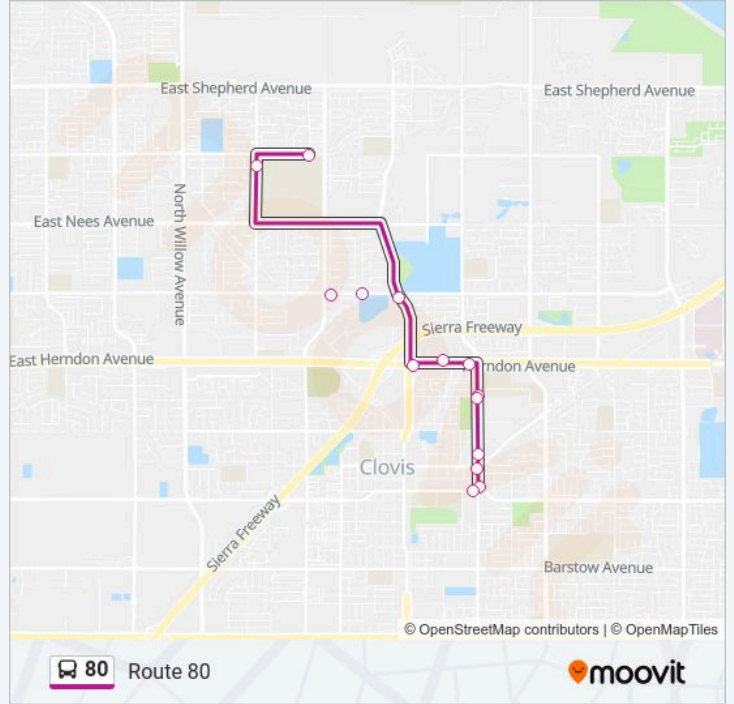 East Shepherd Avenue
East Shepherd Avenue
North Willow Avenue
East Nees Avenue
Sierra Freeway
East Herndon Avenue
rndon Avenue
Clovis
Sierra Freeway
Barstow Avenue
© OpenStreetMap contributors | © OpenMapTiles
80 Route 80
moovit